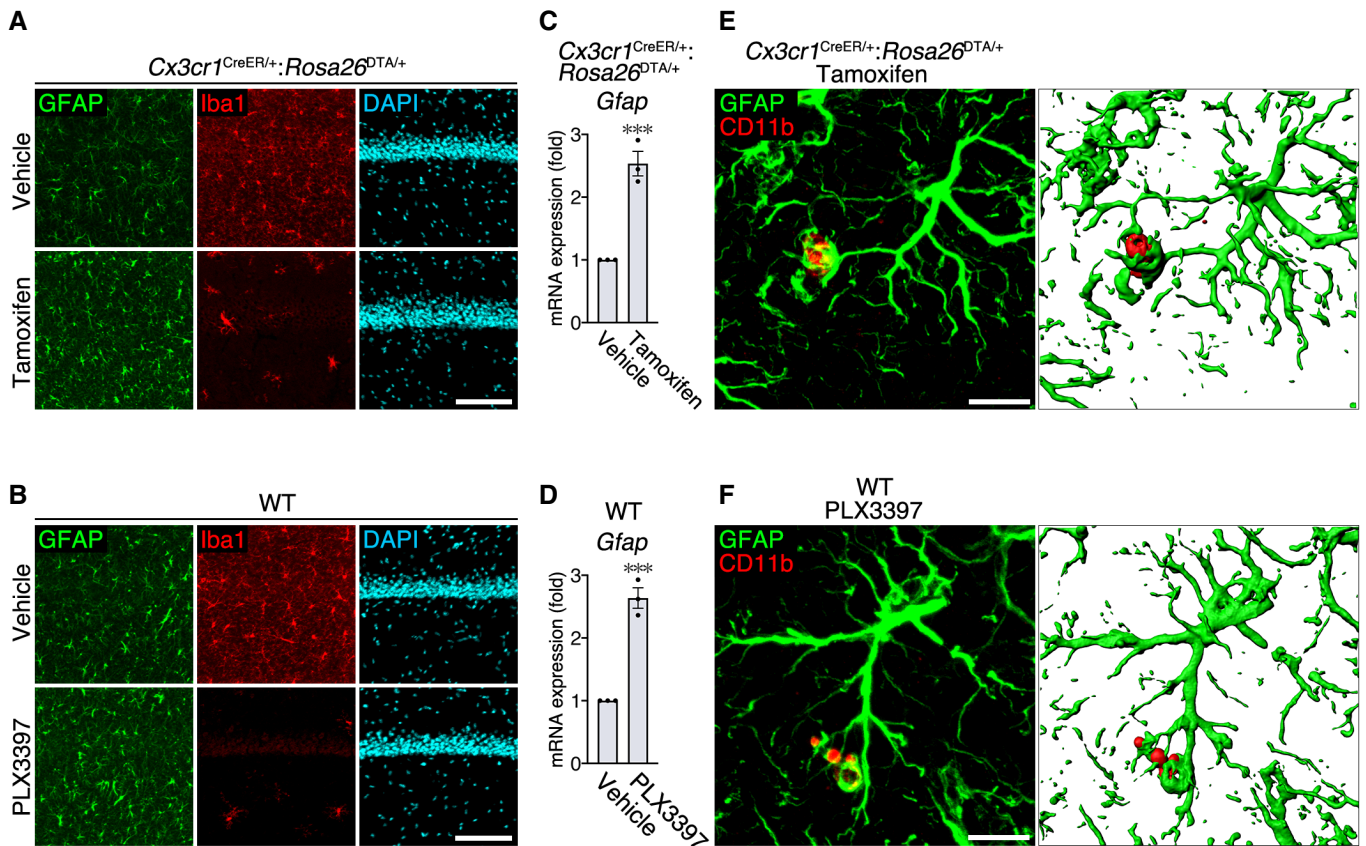 A
Cx3cr1CreER/+:Rosa26DTA/+
GFAP
Iba1
DAPI
Vehicle
Tamoxifen
B
WT
GFAP
Iba1
DAPI
Vehicle
PLX3397
C
Cx3cr1CreER/+:
Rosa26DTA/+
Gfap
mRNA expression (fold)
3
2
1
0
***
Vehicle
Tamoxifen
D
WT
Gfap
mRNA expression (fold)
3
2
1
0
***
Vehicle
PLX3397
E
Cx3cr1CreER/+:Rosa26DTA/+
Tamoxifen
GFAP
CD11b
F
WT
PLX3397
GFAP
CD11b